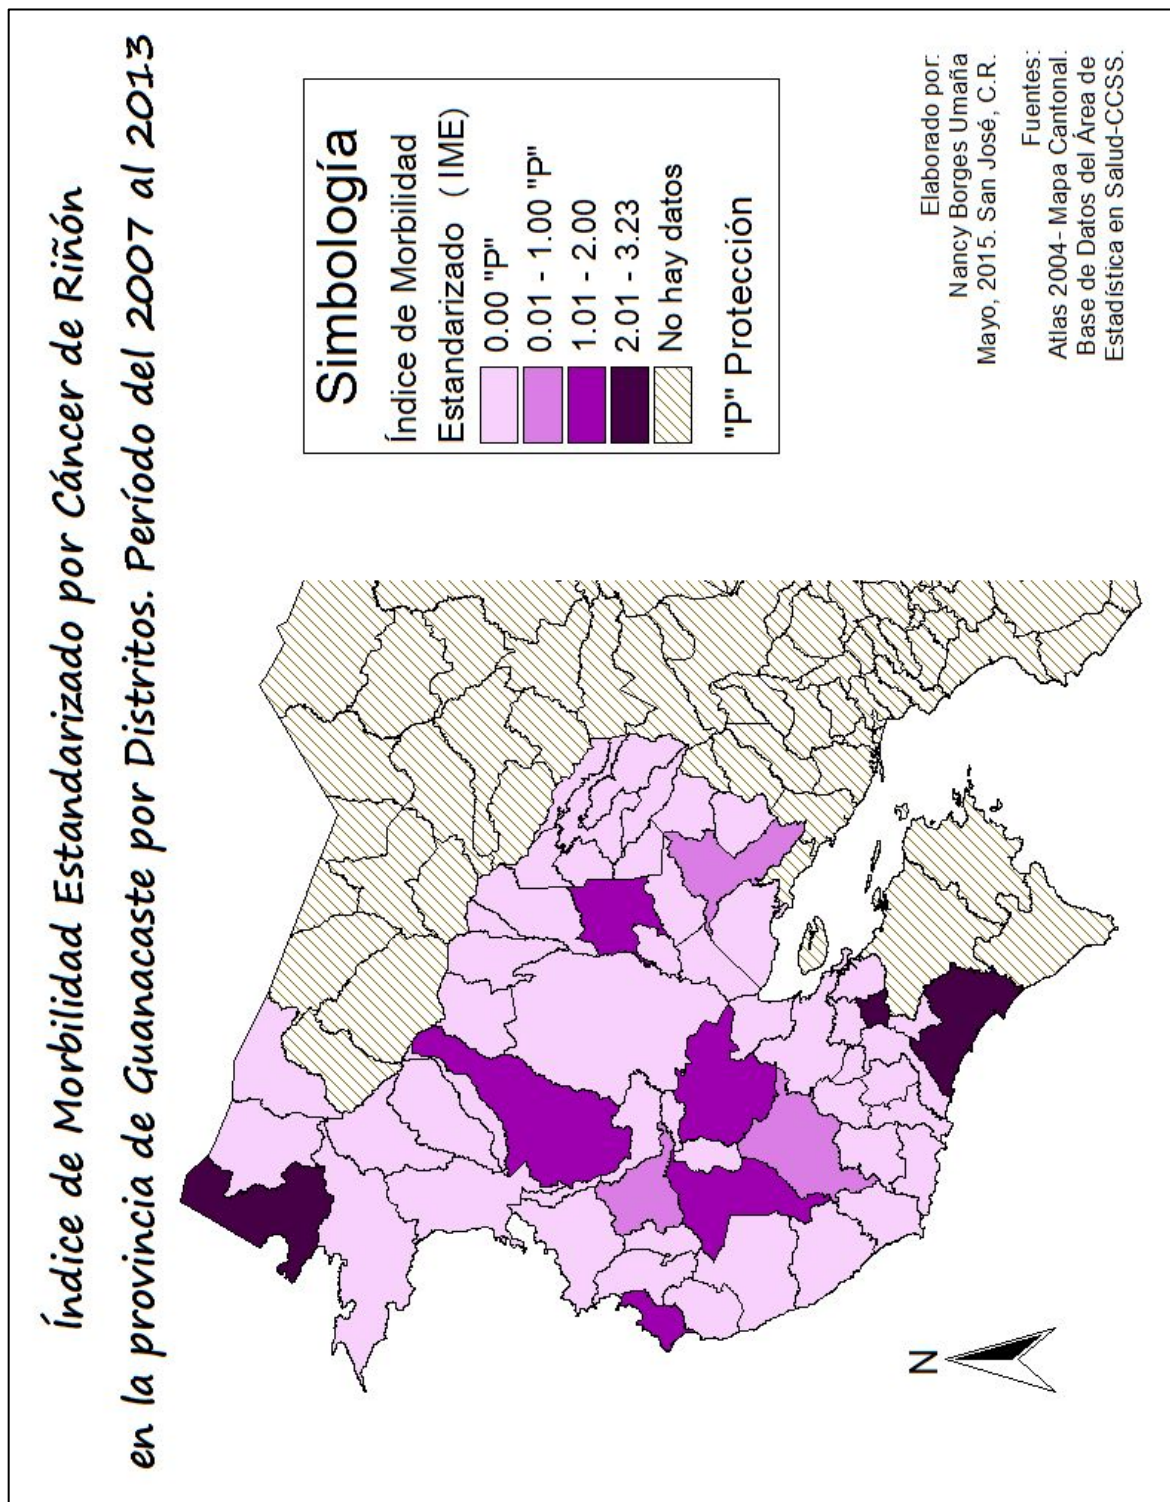 Índice de Morbilidad Estandarizado por Cáncer de Riñón
en la provincia de Guanacaste por Distritos. Período del 2007 al 2013
Simbología
Índice de Morbilidad
Estandarizado (IME)
0.00 "P"
0.01 - 1.00 "P"
1.01 - 2.00
2.01 - 3.23
No hay datos
"P" Protección
N
Elaborado por:
Nancy Borges Umaña
Mayo, 2015. San José, C.R.
Fuentes:
Atlas 2004- Mapa Cantonal.
Base de Datos del Área de
Estadística en Salud-CCSS.